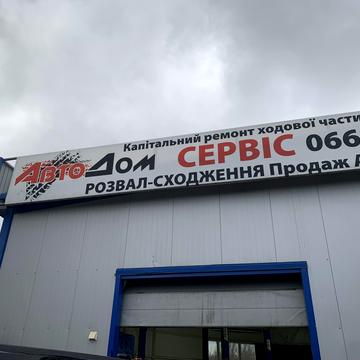 Капітальний ремонт ходової части
АВТОДОМ СЕРВІС 066
РОЗВАЛ-СХОДЖЕННЯ Продаж